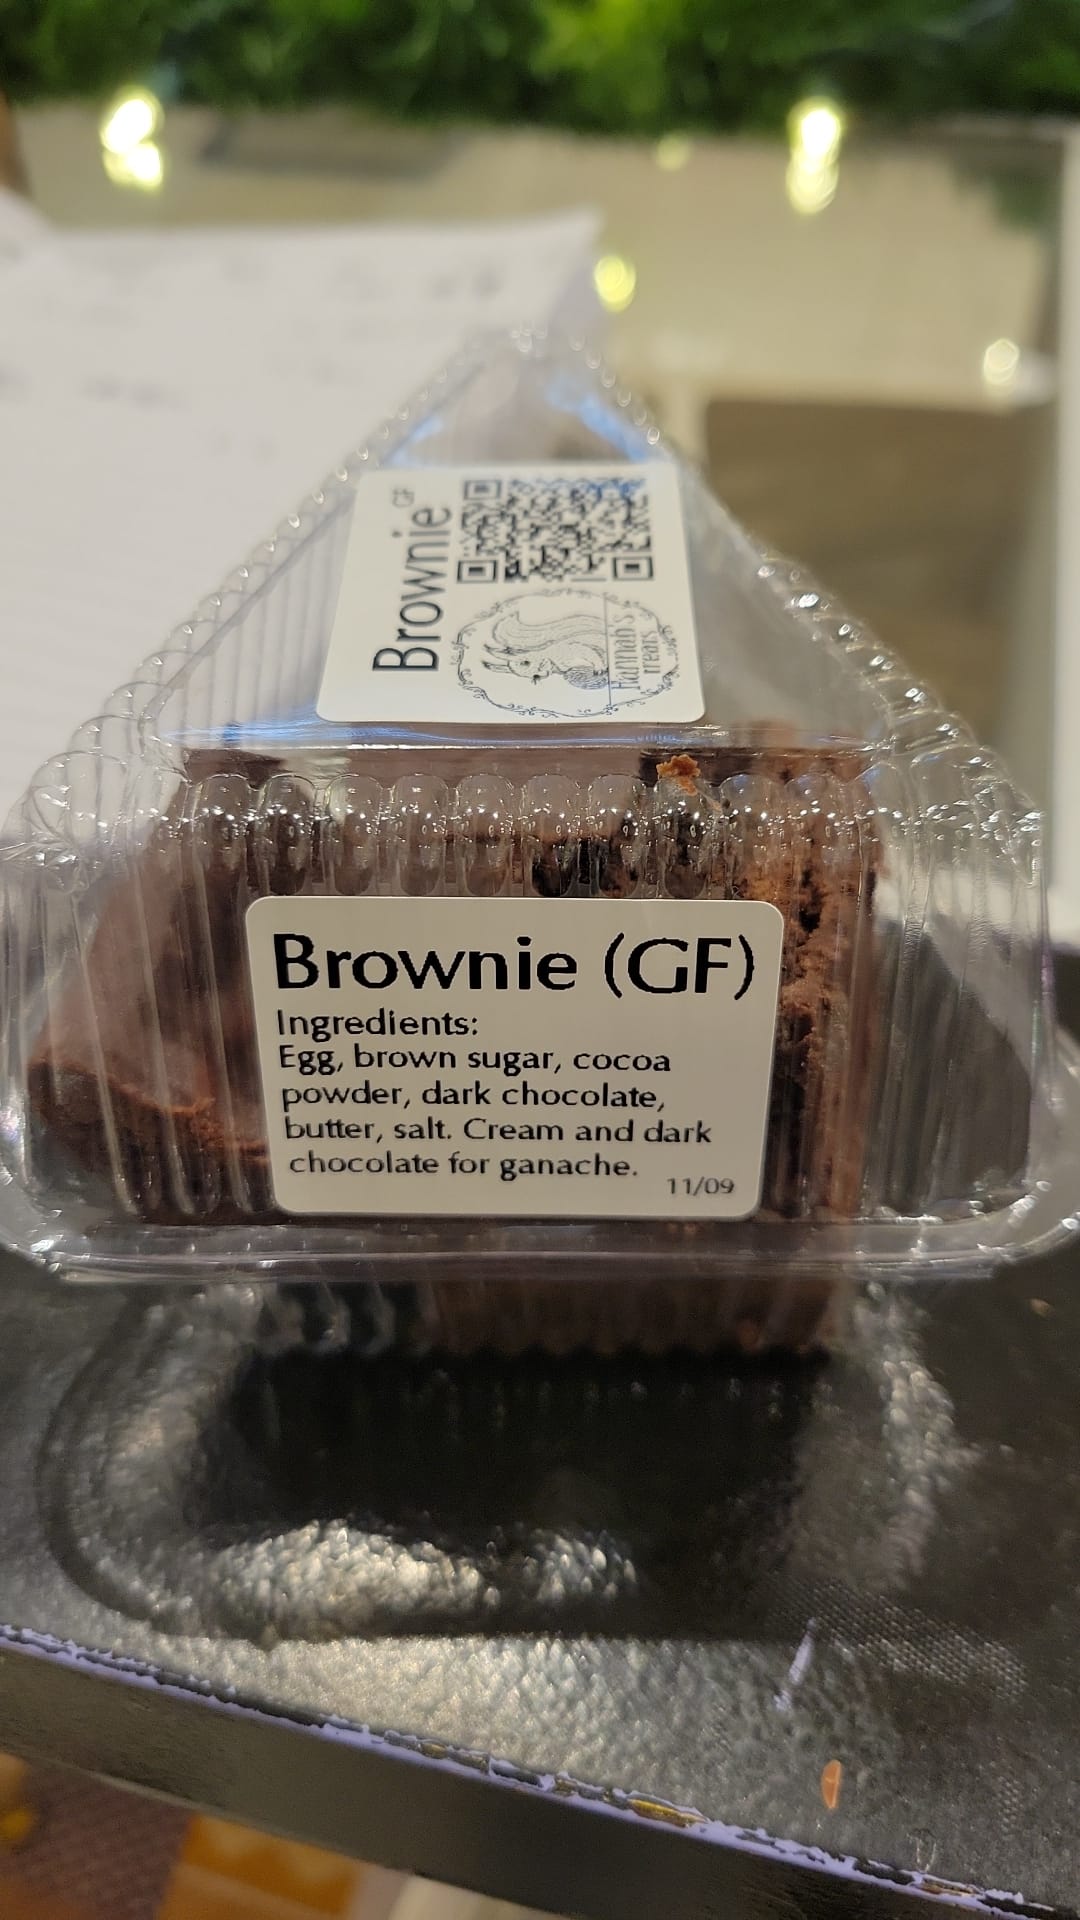 Brownie GF
Hannah's
Treats
Brownie (GF)
Ingredients:
Egg, brown sugar, cocoa
powder, dark chocolate,
butter, salt. Cream and dark
chocolate for ganache.
11/09